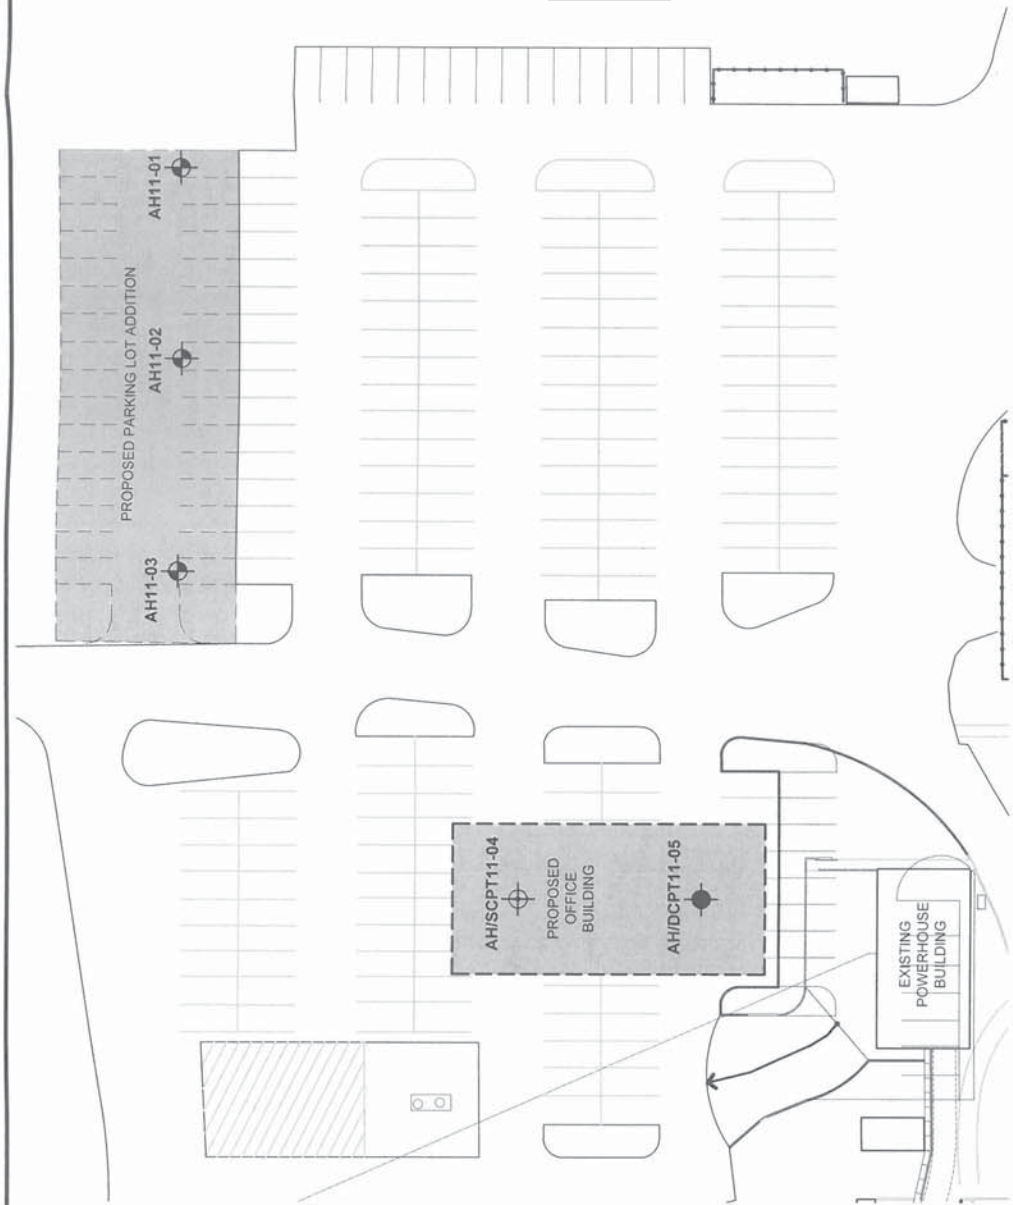 AH11-01
AH11-02
PROPOSED PARKING LOT ADDITION
AH11-03
AH/SCPT11-04
PROPOSED
OFFICE
BUILDING
AH/DCPT11-05
EXISTING
POWERHOUSE
BUILDING